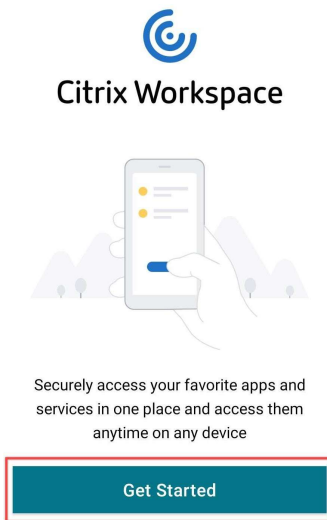 Citrix Workspace
Securely access your favorite apps and
services in one place and access them
anytime on any device
Get Started